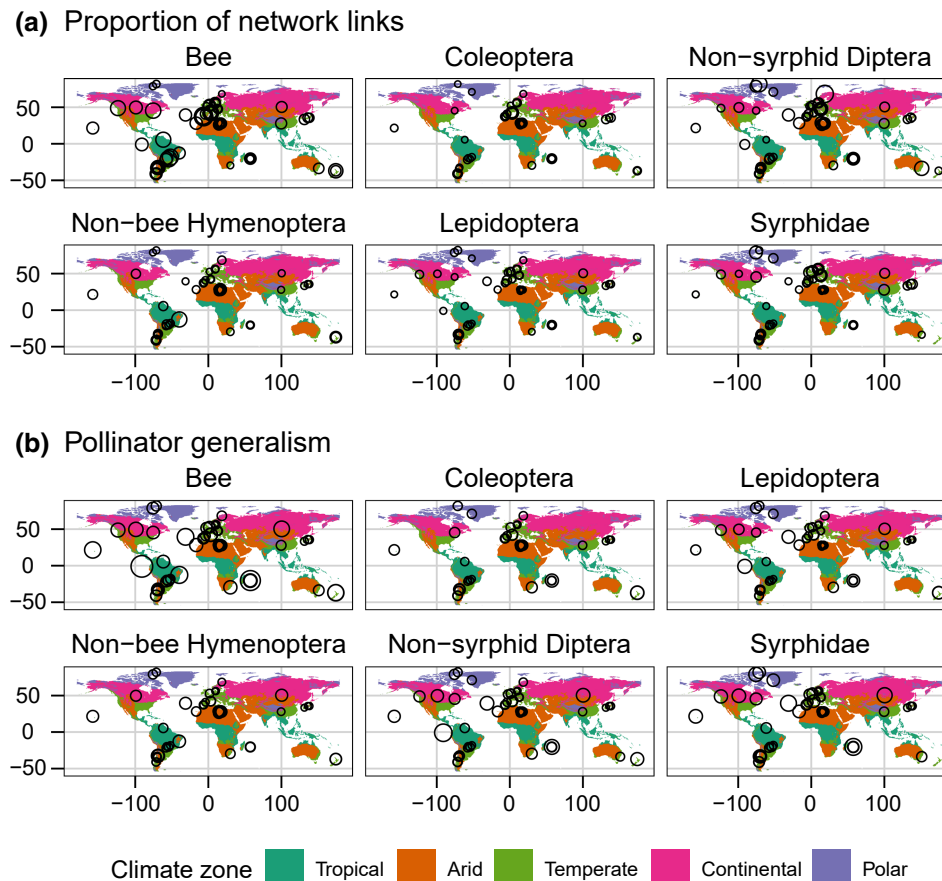 (a) Proportion of network links
Bee Coleoptera Non−syrphid Diptera
50
0
−50
Non−bee Hymenoptera Lepidoptera Syrphidae
50
0
−50
−100 0 100 −100 0 100 −100 0 100
(b) Pollinator generalism
Bee Coleoptera Lepidoptera
50
0
−50
Non−bee Hymenoptera Non−syrphid Diptera Syrphidae
50
0
−50
−100 0 100 −100 0 100 −100 0 100
Climate zone Tropical Arid Temperate Continental Polar